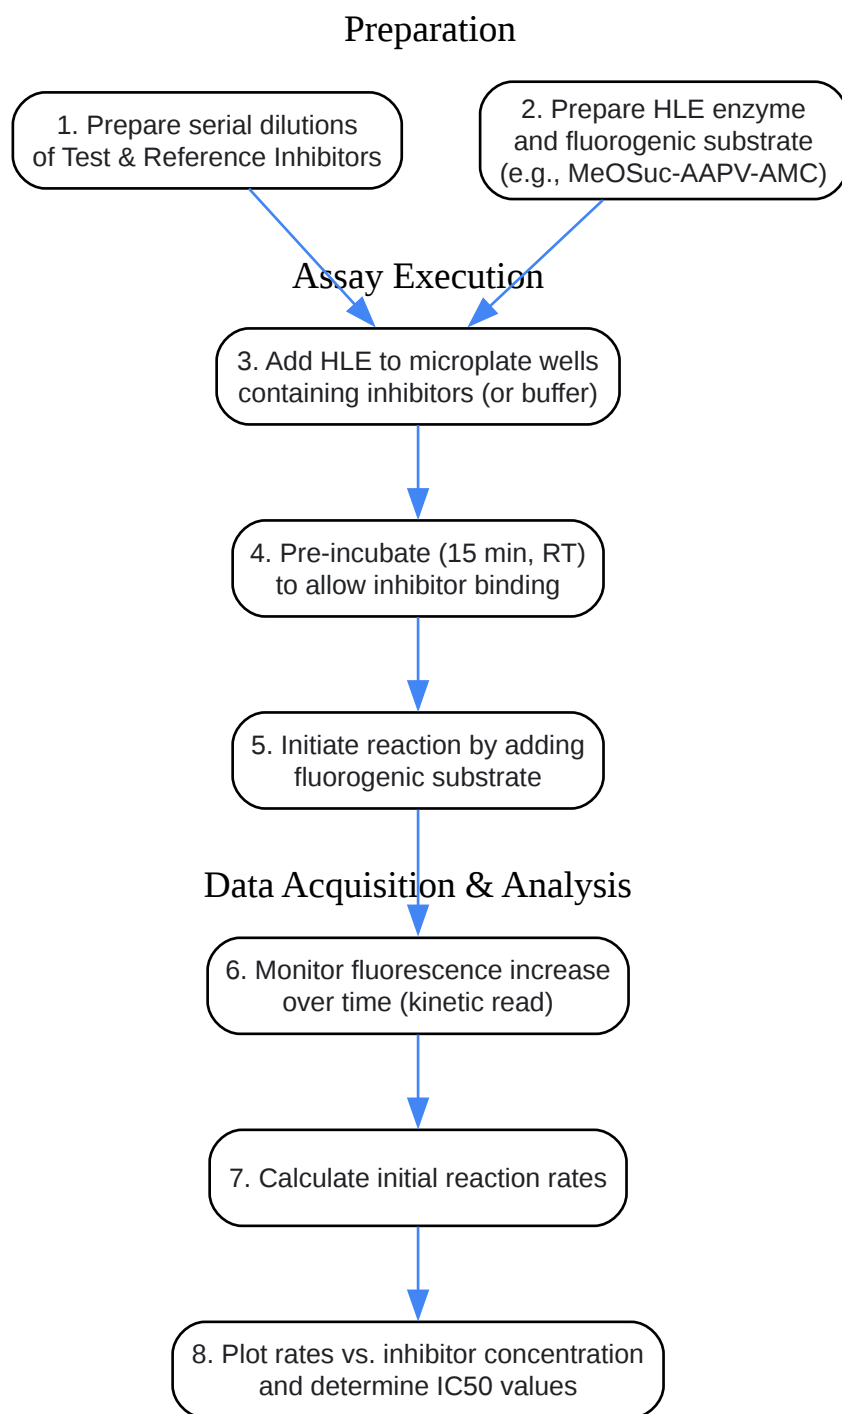 Preparation
1. Prepare serial dilutions
of Test & Reference Inhibitors
2. Prepare HLE enzyme
and fluorogenic substrate
(e.g., MeOSuc-AAPV-AMC)
Assay Execution
3. Add HLE to microplate wells
containing inhibitors (or buffer)
4. Pre-incubate (15 min, RT)
to allow inhibitor binding
5. Initiate reaction by adding
fluorogenic substrate
Data Acquisition & Analysis
6. Monitor fluorescence increase
over time (kinetic read)
7. Calculate initial reaction rates
8. Plot rates vs. inhibitor concentration
and determine IC50 values